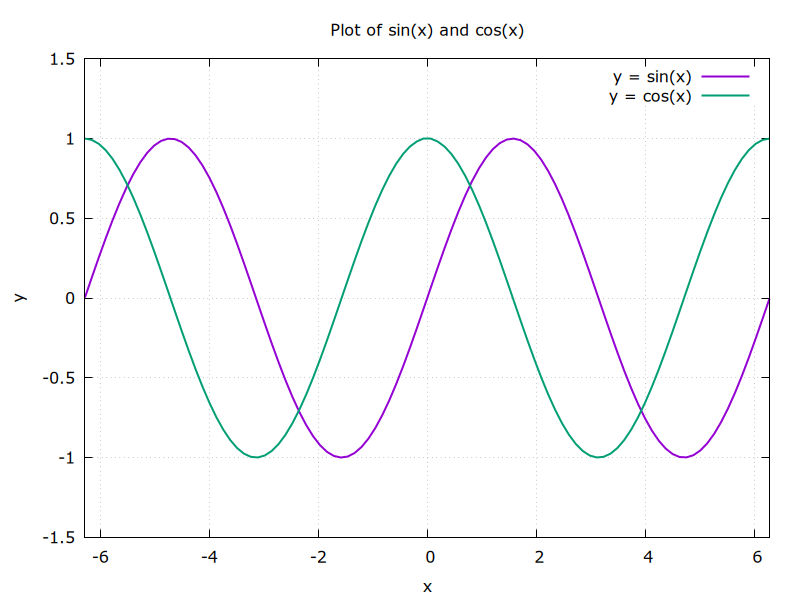 Plot of sin(x) and cos(x)
y = sin(x)
y = cos(x)
1.5
1
0.5
0
-0.5
-1
-1.5
y
-6 -4 -2 0 2 4 6
x